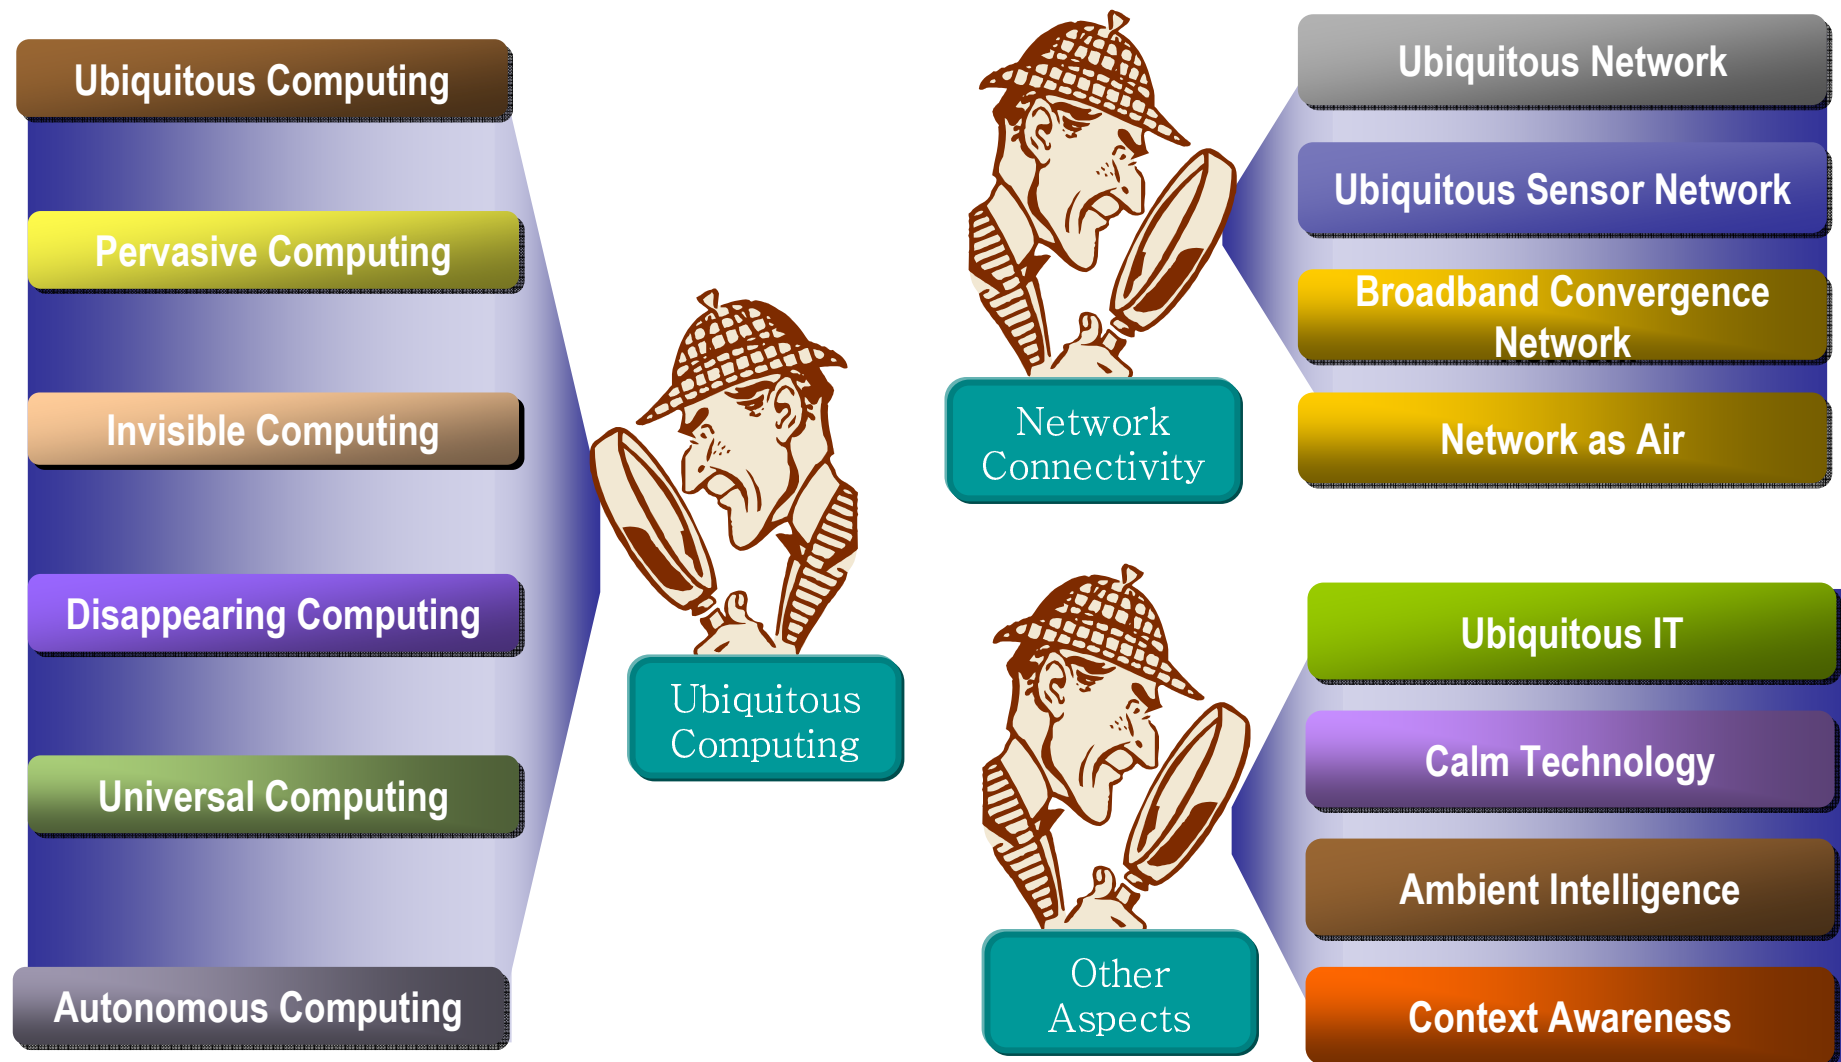 Ubiquitous Computing
Pervasive Computing
Invisible Computing
Disappearing Computing
Universal Computing
Autonomous Computing
Ubiquitous
Computing
Network
Connectivity
Ubiquitous Network
Ubiquitous Sensor Network
Broadband Convergence
Network
Network as Air
Other
Aspects
Ubiquitous IT
Calm Technology
Ambient Intelligence
Context Awareness